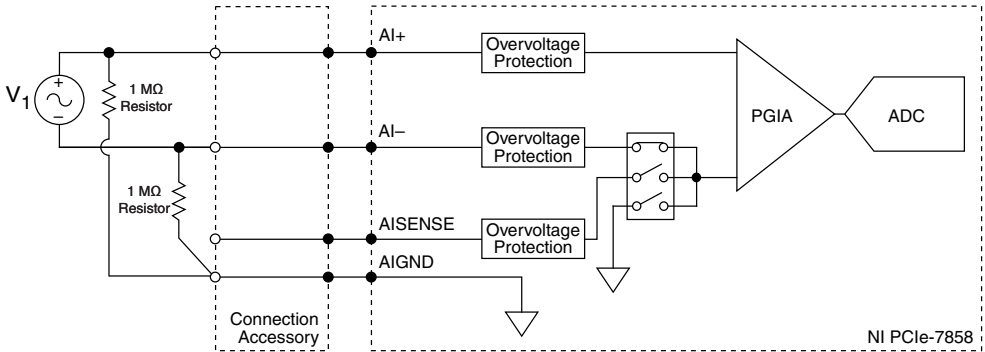 AI+
Overvoltage
Protection
+
V1
–
1 MΩ
Resistor
PGIA
ADC
AI–
Overvoltage
Protection
1 MΩ
Resistor
AISENSE
Overvoltage
Protection
AIGND
Connection
Accessory
NI PCIe-7858